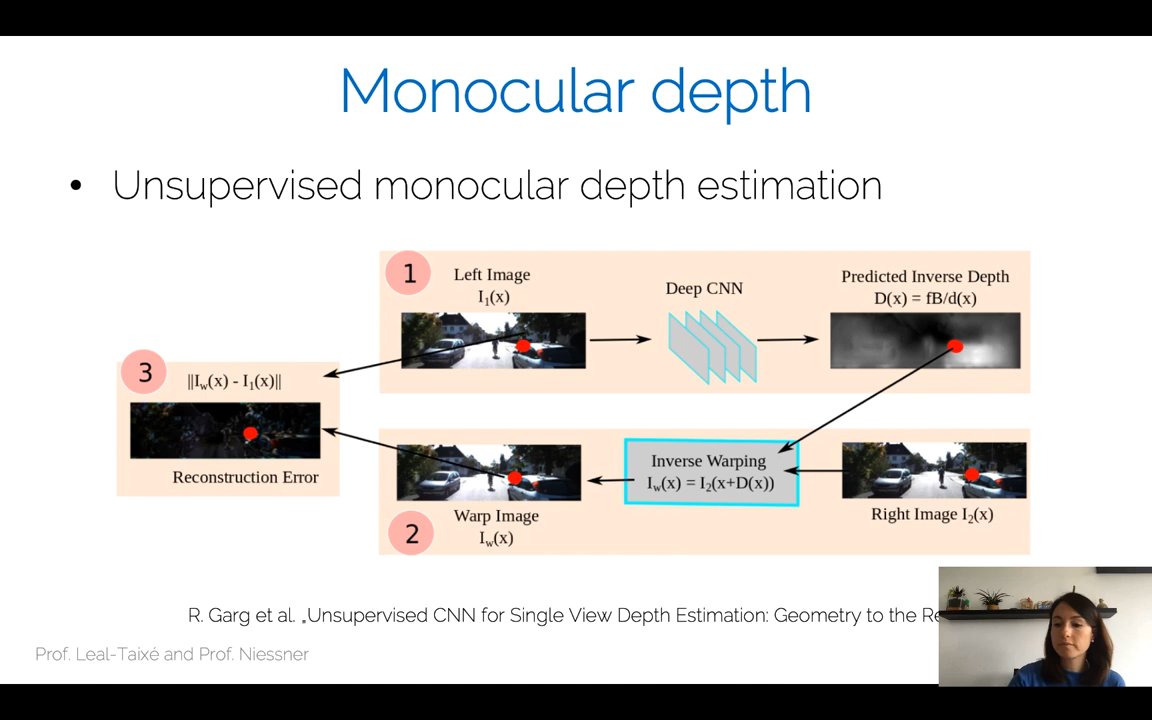 Monocular depth
• Unsupervised monocular depth estimation
1
Left Image
I₁(x)
Deep CNN
Predicted Inverse Depth
D(x) = fB/d(x)
3
||I_w(x) - I₁(x)||
Reconstruction Error
Inverse Warping
I_w(x) = I₂(x+D(x))
Right Image I₂(x)
2
Warp Image
I_w(x)
R. Garg et al. „Unsupervised CNN for Single View Depth Estimation: Geometry to the
Prof. Leal-Taixé and Prof. Niessner